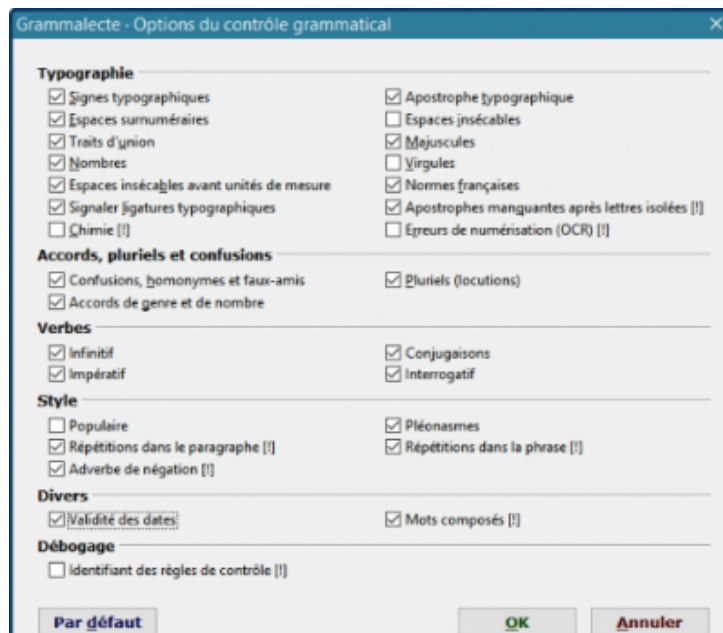 Grammalecte - Options du contrôle grammatical
Typographie
Signes typographiques
Apostrophe typographique
Espaces surnuméraires
Espaces insécables
Traits d'union
Majuscules
Nombres
Virgules
Espaces insécables avant unités de mesure
Normes françaises
Signaler ligatures typographiques
Apostrophes manquantes après lettres isolées [!]
Chimie [!]
Erreurs de numérisation (OCR) [!]
Accords, pluriels et confusions
Confusions, homonymes et faux-amis
Pluriels (locutions)
Accords de genre et de nombre
Verbes
Infinitif
Conjugaisons
Impératif
Interrogatif
Style
Populaire
Pléonasmes
Répétitions dans le paragraphe [!]
Répétitions dans la phrase [!]
Adverbe de négation [!]
Divers
Validité des dates
Mots composés [!]
Débogage
Identifiant des règles de contrôle [!]
Par défaut
OK
Annuler